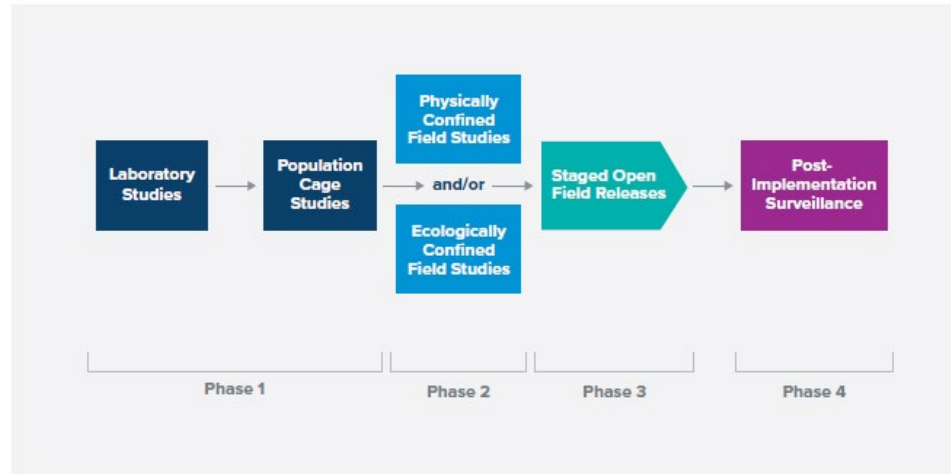 Laboratory
Studies
Population
Cage
Studies
Physically
Confined
Field Studies
and/or
Ecologically
Confined
Field Studies
Staged Open
Field Releases
Post-
Implementation
Surveillance
Phase 1
Phase 2
Phase 3
Phase 4